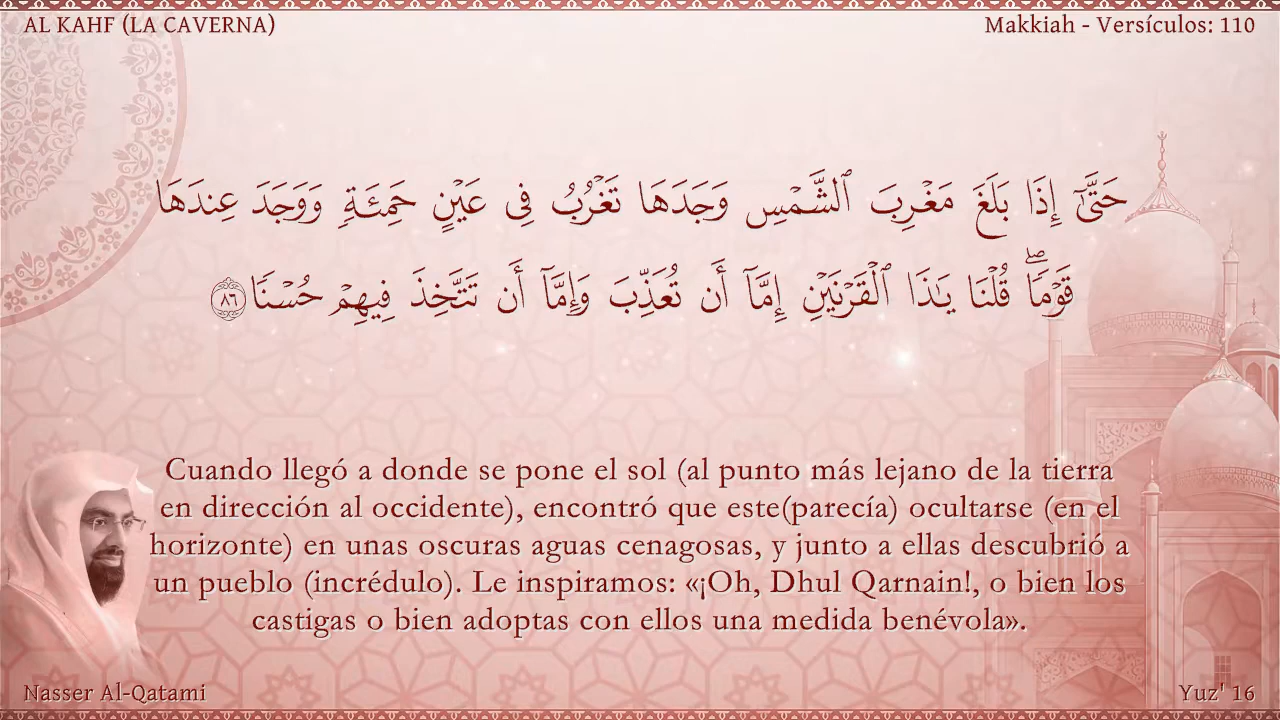 AL KAHF (LA CAVERNA)
Makkiah - Versículos: 110
حَتَّىٰٓ إِذَا بَلَغَ مَغْرِبَ ٱلشَّمْسِ وَجَدَهَا تَغْرُبُ فِى عَيْنٍ حَمِئَةٍ وَوَجَدَ عِندَهَا
قَوْمًا ۖ قُلْنَا يَـٰذَا ٱلْقَرْنَيْنِ إِمَّآ أَن تُعَذِّبَ وَإِمَّآ أَن تَتَّخِذَ فِيهِمْ حُسْنًا ٨٦
Cuando llegó a donde se pone el sol (al punto más lejano de la tierra
en dirección al occidente), encontró que este(parecía) ocultarse (en el
horizonte) en unas oscuras aguas cenagosas, y junto a ellas descubrió a
un pueblo (incrédulo). Le inspiramos: «¡Oh, Dhul Qarnain!, o bien los
castigas o bien adoptas con ellos una medida benévola».
Nasser Al-Qatami
Yuz' 16